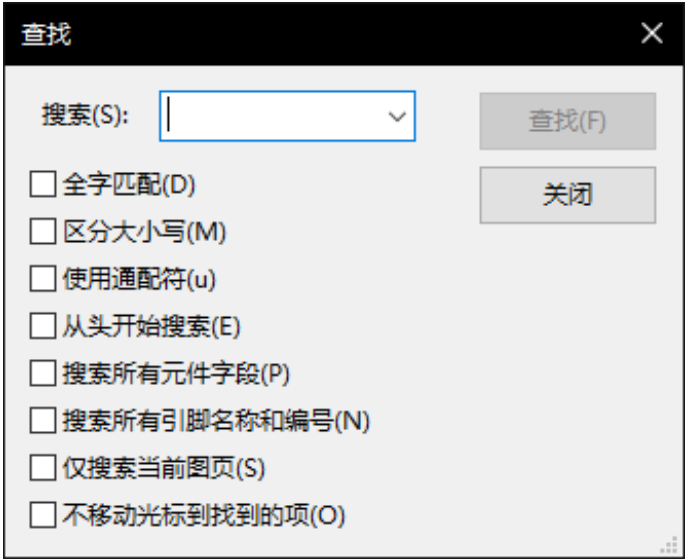 查找
搜索(S):
查找(F)
关闭
全字匹配(D)
区分大小写(M)
使用通配符(u)
从头开始搜索(E)
搜索所有元件字段(P)
搜索所有引脚名称和编号(N)
仅搜索当前图页(S)
不移动光标到找到的项(O)